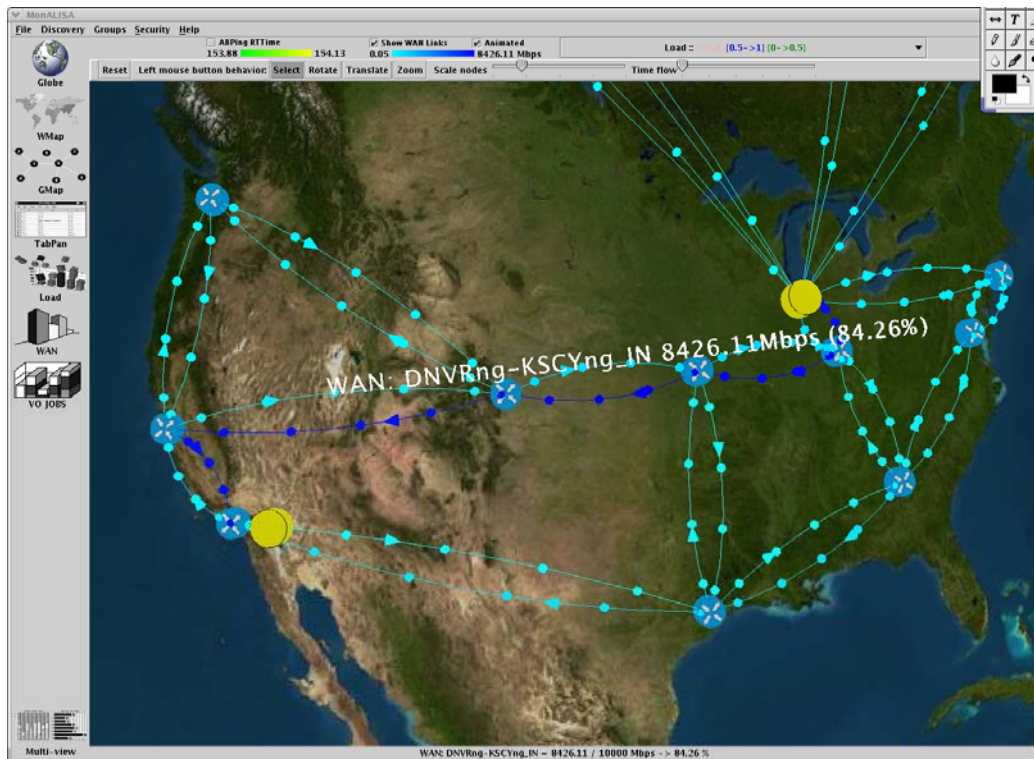 MonALISA
File Discovery Groups Security Help
ABPing RTTime
153.88 154.13
Show WAN Links Animated
0.05 8426.11 Mbps
Load :: [0.5->1] [0->0.5]
Reset Left mouse button behavior: Select Rotate Translate Zoom Scale nodes Time flow
Globe
WMap
GMap
TabPan
Load
WAN
VO JOBS
Multi-view
WAN: DNVRng-KSCYng_IN 8426.11Mbps (84.26%)
WAN: DNVRng-KSCYng_IN = 8426.11 / 10000 Mbps -> 84.26 %
T